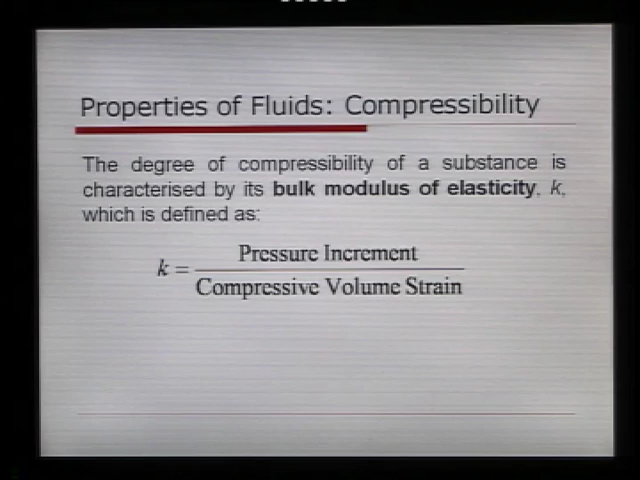 Properties of Fluids: Compressibility
The degree of compressibility of a substance is
characterised by its bulk modulus of elasticity, k,
which is defined as:
k = Pressure Increment
Compressive Volume Strain